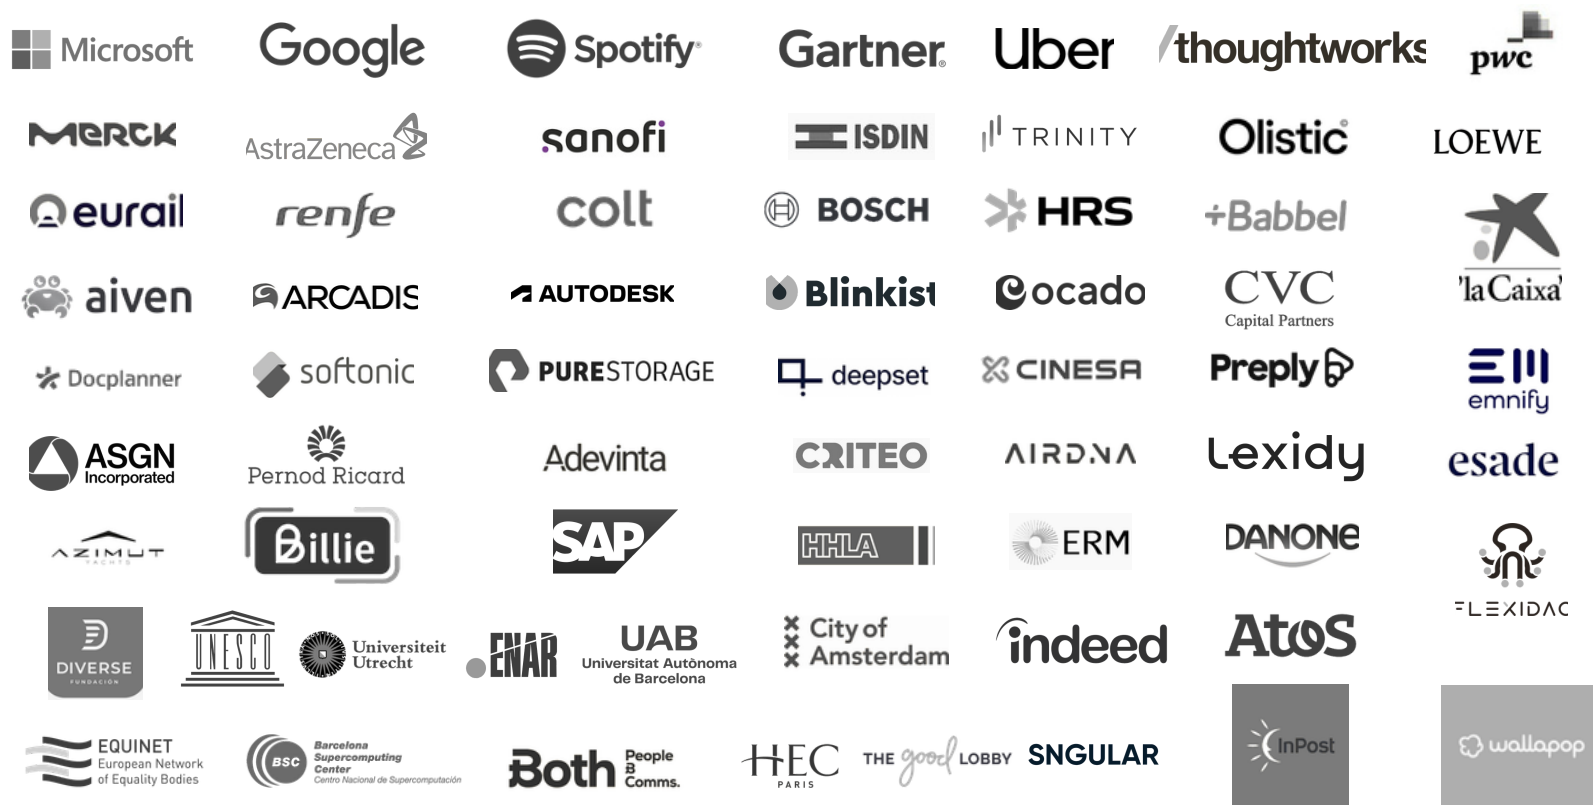 Microsoft
Google
Spotify®
Gartner®
Uber
/thoughtworks
pwc
MERCK
AstraZeneca
sanofi
ISDIN
TRINITY
Olistic
LOEWE
eurail
renfe
colt
BOSCH
HRS
+Babbel
aiven
ARCADIS
AUTODESK
Blinkist
ocado
CVC
Capital Partners
"la Caixa"
Docplanner
softonic
PURESTORAGE
deepset
CINESA
Preply
EM
emnify
ASGN
Incorporated
Pernod Ricard
Adevinta
CRITEO
AIRDNA
Lexidy
esade
AZIMUT
YACHTS
Billie
SAP
HHLA
ERM
DANONE
FLEXIDAO
D
DIVERSE
FUNDACIÓN
UNESCO
Universiteit
Utrecht
ENAR
UAB
Universitat Autònoma
de Barcelona
City of
Amsterdam
indeed
Atos
EQUINET
European Network
of Equality Bodies
BSC
Barcelona
Supercomputing
Center
Centro Nacional de Supercomputación
Both
People
&
Comms.
HEC
PARIS
THE good LOBBY
SNGULAR
InPost
wallapop